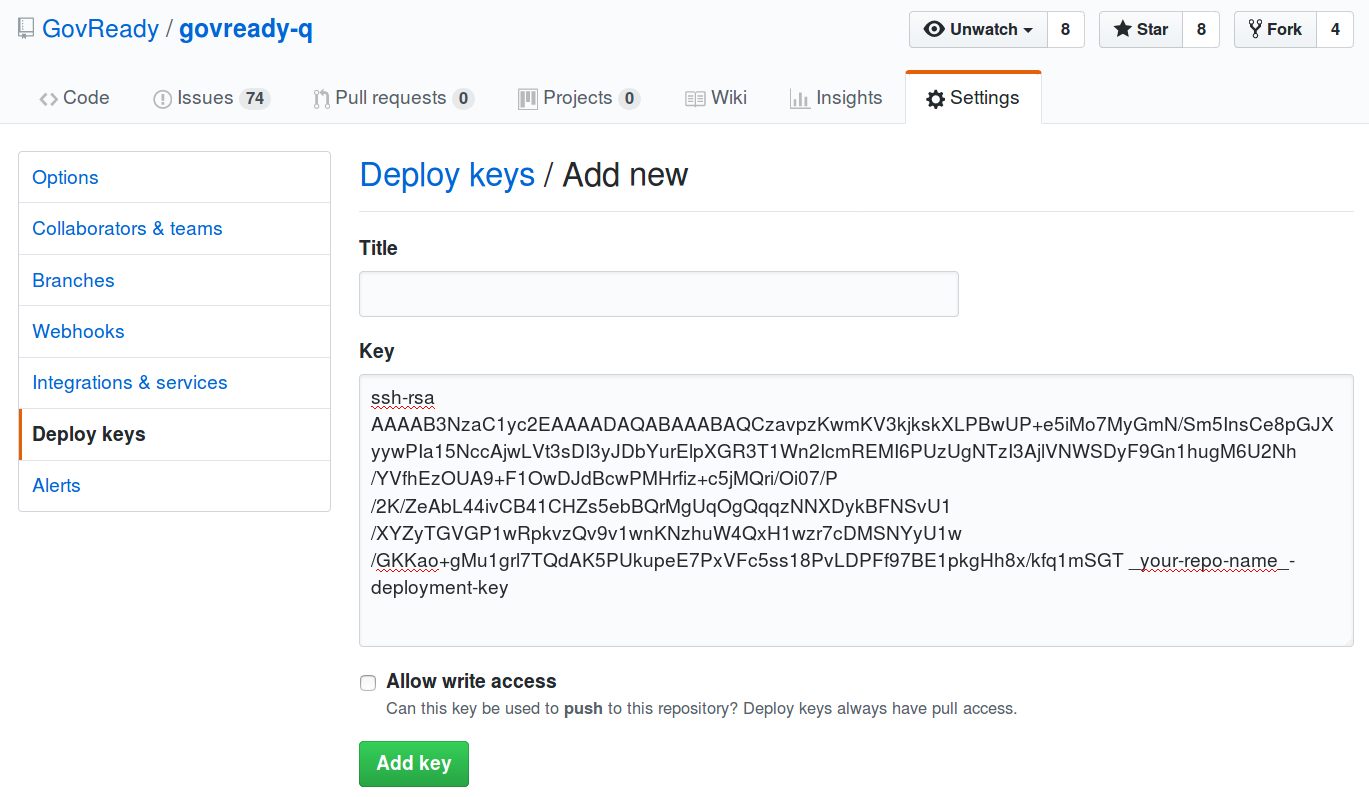 GovReady / govready-q
Unwatch 8
Star 8
Fork 4
Code
Issues 74
Pull requests 0
Projects 0
Wiki
Insights
Settings
Options
Collaborators & teams
Branches
Webhooks
Integrations & services
Deploy keys
Alerts
Deploy keys / Add new
Title
Key
ssh-rsa
AAAAB3NzaC1yc2EAAAADAQABAAABAQCzavpzKwmKV3kjkskXLPBwUP+e5iMo7MyGmN/Sm5InsCe8pGJX
yywPIa15NccAjwLVt3sDI3yJDbYurElpXGR3T1Wn2IcmREMI6PUzUgNTzI3AjlVNWSDyF9Gn1hugM6U2Nh
/YVfhEzOUA9+F1OwDJdBcwPMHrfiz+c5jMQri/Oi07/P
/2K/ZeAbL44ivCB41CHZs5ebBQrMgUqOgQqqzNNXDykBFNSvU1
/XYZyTGVGP1wRpkvzQv9v1wnKNzhuW4QxH1wzr7cDMSNYyU1w
/GKKao+gMu1grl7TQdAK5PUkupeE7PxVFc5ss18PvLDPFf97BE1pkgHh8x/kfq1mSGT _your-repo-name_-
deployment-key
Allow write access
Can this key be used to push to this repository? Deploy keys always have pull access.
Add key